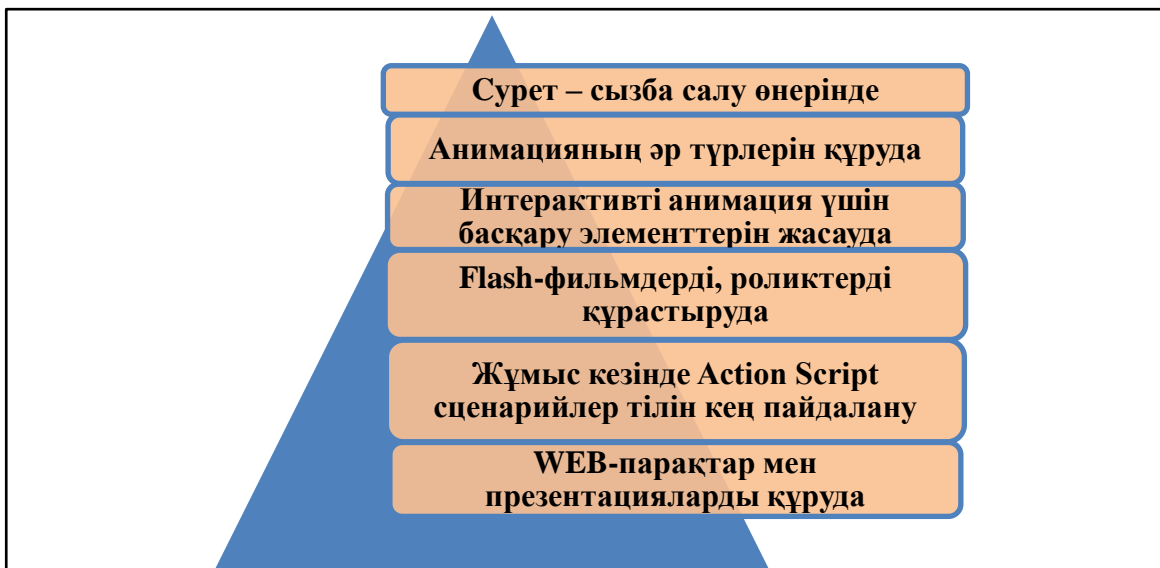 Сурет – сызба салу өнерінде
Анимацияның әр түрлерін құруда
Интерактивті анимация үшін
басқару элементтерін жасауда
Flash-фильмдерді, роликтерді
құрастыруда
Жұмыс кезінде Action Script
сценарийлер тілін кең пайдалану
WEB-парақтар мен
презентацияларды құруда